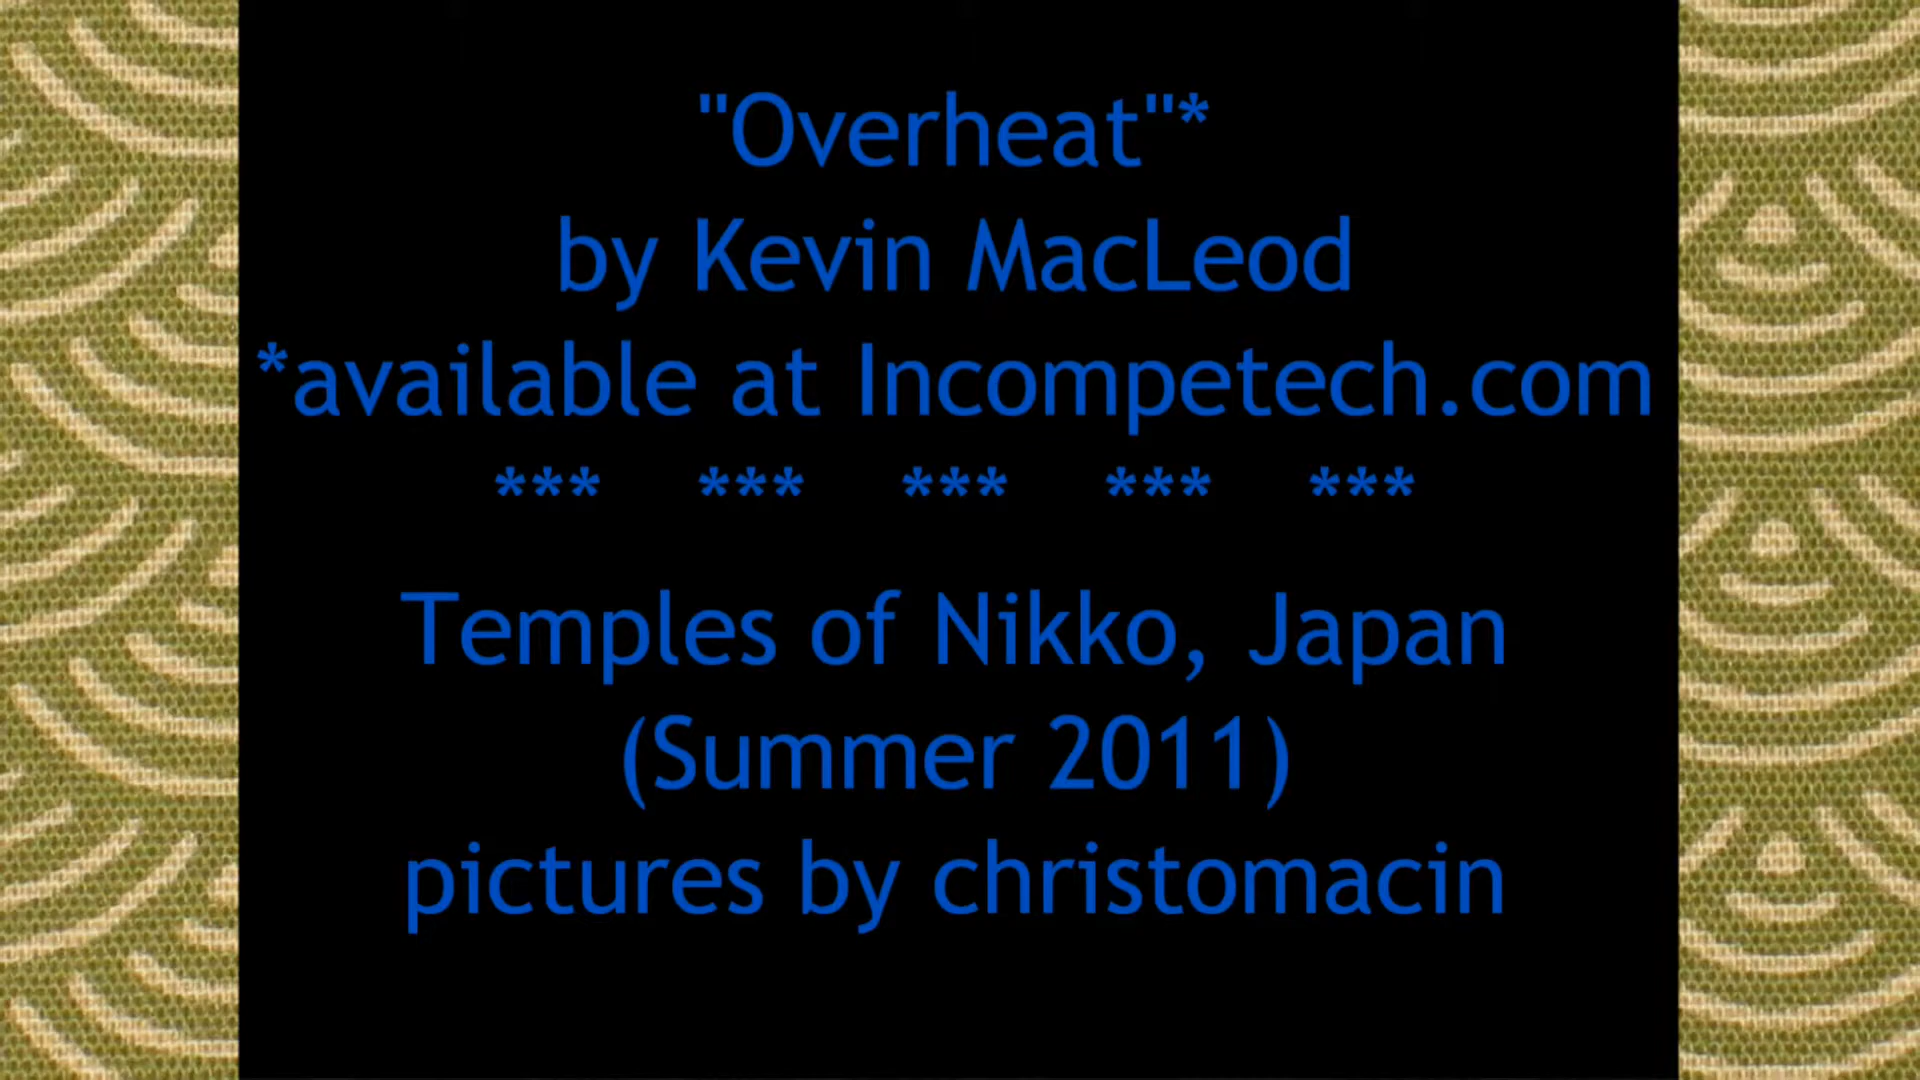 "Overheat"*
by Kevin MacLeod
*available at Incompetech.com
*** *** *** *** ***
Temples of Nikko, Japan
(Summer 2011)
pictures by christomacin